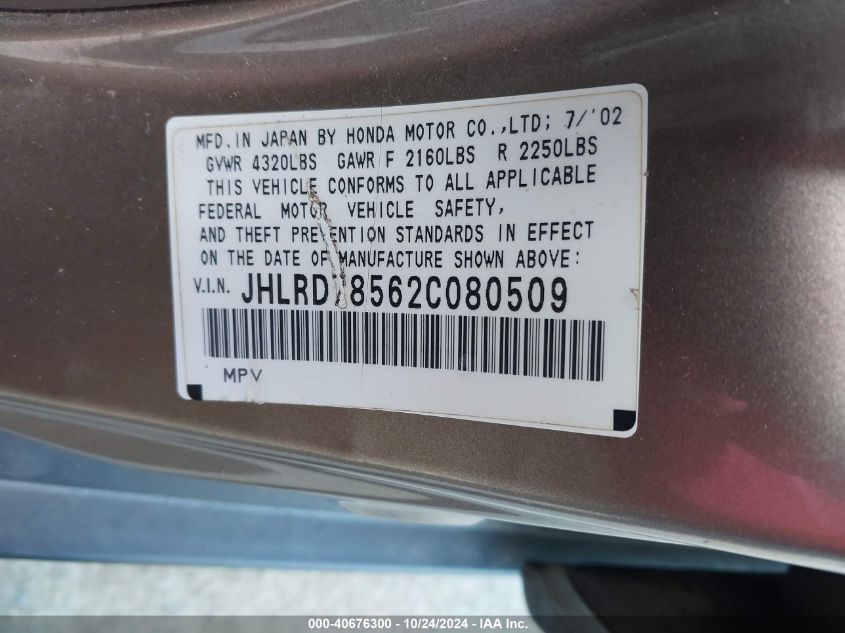 MFD.IN JAPAN BY HONDA MOTOR CO.,LTD; 7/'02
GVWR 4320LBS GAWR F 2160LBS R 2250LBS
THIS VEHICLE CONFORMS TO ALL APPLICABLE
FEDERAL MOTOR VEHICLE SAFETY,
AND THEFT PREVENTION STANDARDS IN EFFECT
ON THE DATE OF MANUFACTURE SHOWN ABOVE:
V.I.N. JHLRD78562C080509
MPV
000-40676300 - 10/24/2024 - IAA Inc.